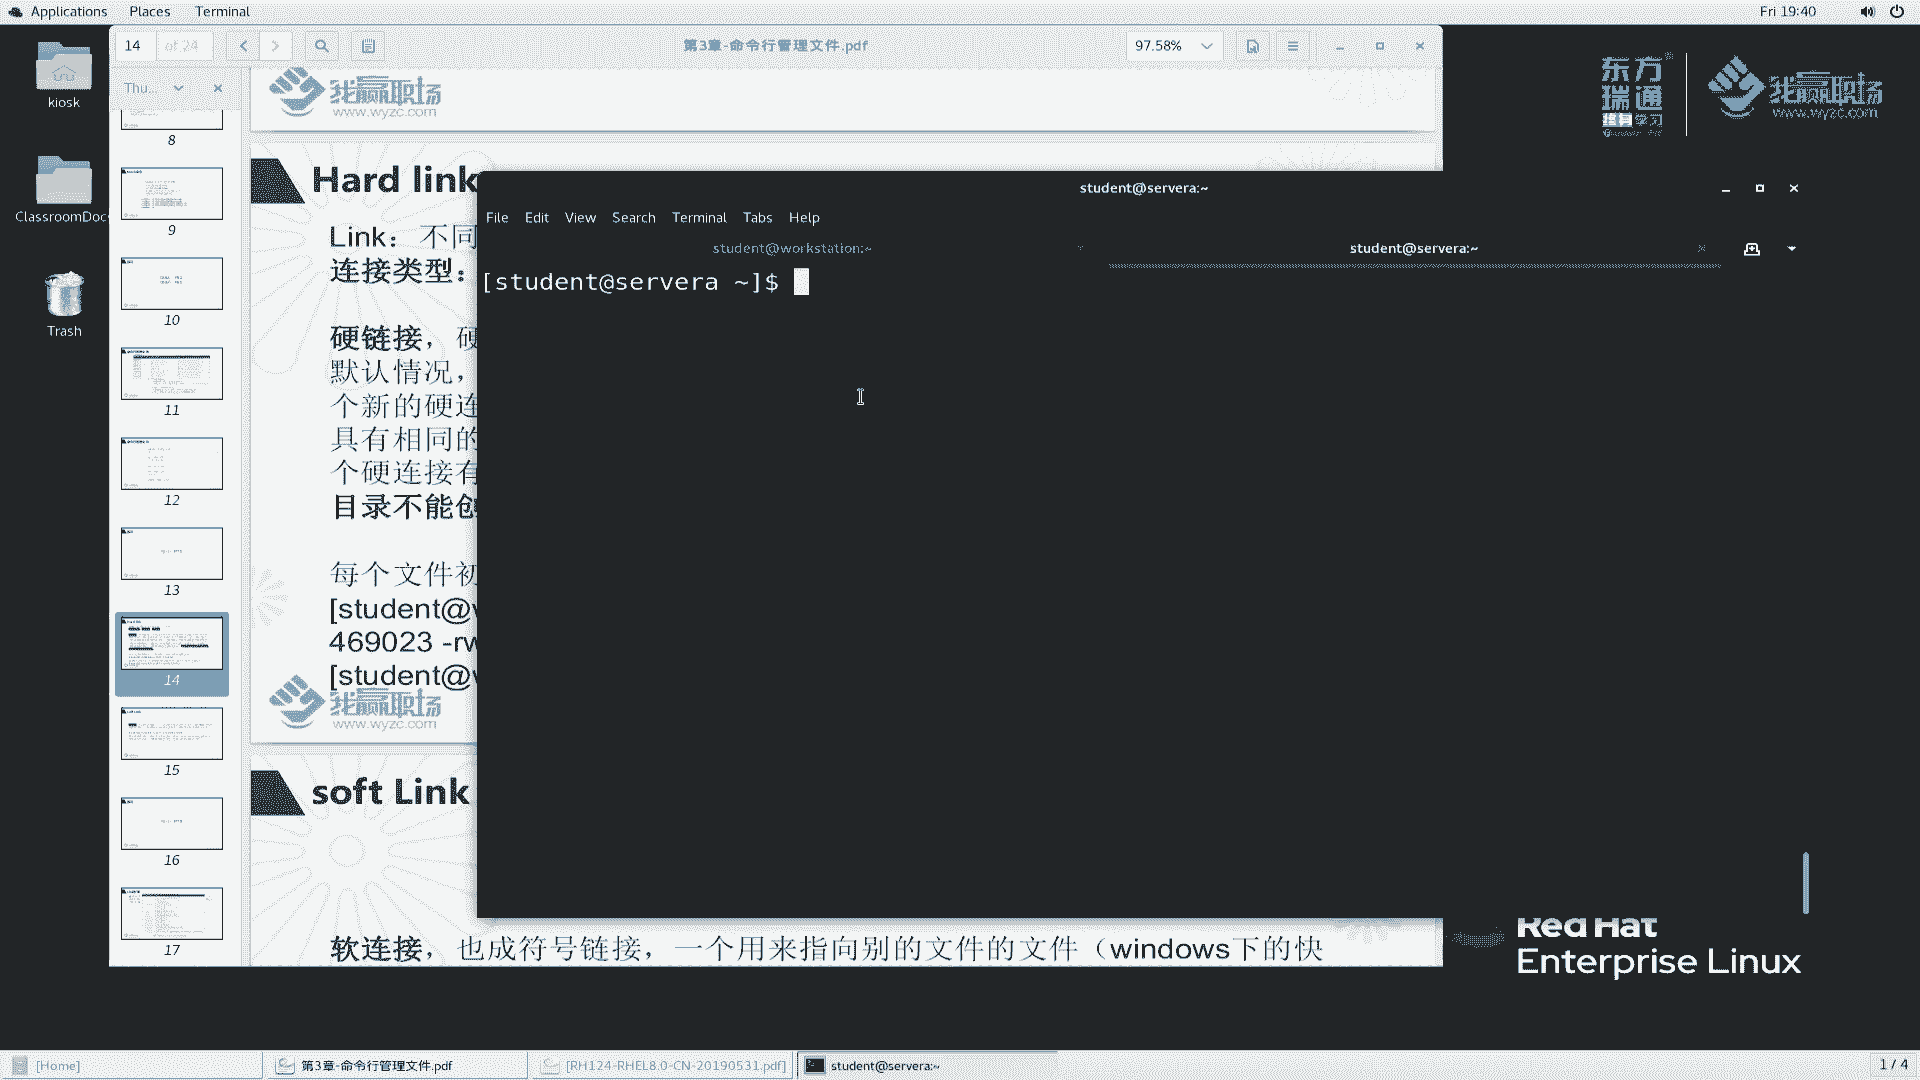 Applications Places Terminal
Fri 19:40
14 of 24
第3章-命令行管理文件.pdf
97.58%
kiosk
ClassroomDoc
Trash
Thu...
8
9
10
11
12
13
14
15
16
17
我赢职场
www.wyzc.com
Hard link
Link： 不同
连接类型：
硬链接，硬
默认情况，
个新的硬连
具有相同的
个硬连接有
目录不能创
每个文件初
[student@w
469023 -rw
[student@w
我赢职场
www.wyzc.com
soft Link
软连接，也成符号链接，一个用来指向别的文件的文件（windows下的快
student@servera:~
File Edit View Search Terminal Tabs Help
student@workstation:~
student@servera:~
[student@servera ~]$
东方
瑞通
终身学习
我赢职场
www.wyzc.com
Red Hat
Enterprise Linux
[Home]
第3章-命令行管理文件.pdf
[RH124-RHEL8.0-CN-20190531.pdf]
student@servera:~
1 / 4